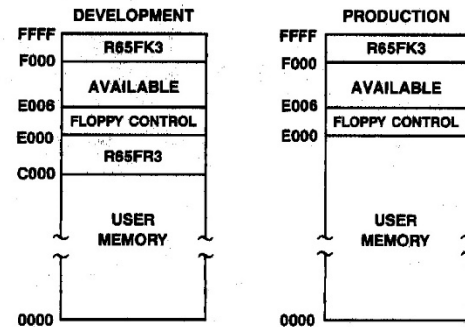 DEVELOPMENT
FFFF
R65FK3
F000
AVAILABLE
E006
FLOPPY CONTROL
E000
R65FR3
C000
USER
MEMORY
0000
PRODUCTION
FFFF
R65FK3
F000
AVAILABLE
E006
FLOPPY CONTROL
E000
USER
MEMORY
0000